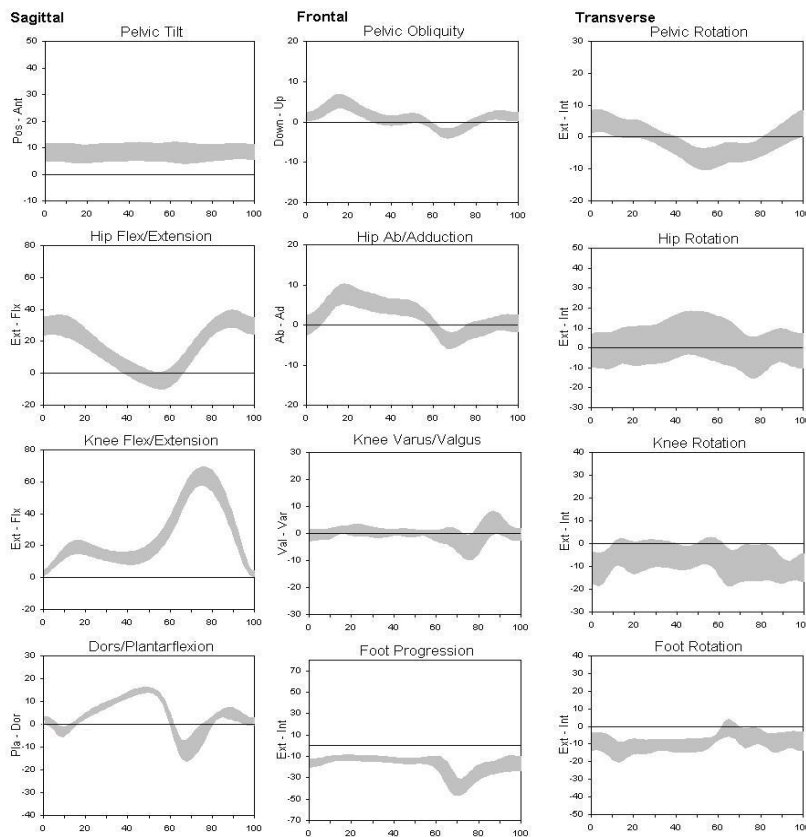 Sagittal
Frontal
Transverse
Pelvic Tilt
50
40
30
20
10
0
-10
Pos - Ant
0 20 40 60 80 100
Pelvic Obliquity
20
10
0
-10
-20
Down - Up
0 20 40 60 80 100
Pelvic Rotation
30
20
10
0
-10
-20
Ext - Int
0 20 40 60 80 100
Hip Flex/Extension
80
60
40
20
0
-20
Ext - Flx
0 20 40 60 80 100
Hip Ab/Adduction
20
10
0
-10
-20
Ab - Ad
0 20 40 60 80 100
Hip Rotation
50
40
30
20
10
0
-10
-20
-30
Ext - Int
0 20 40 60 80 100
Knee Flex/Extension
80
60
40
20
0
-20
Ext - Flx
0 20 40 60 80 100
Knee Varus/Valgus
30
20
10
0
-10
-20
-30
Val - Var
0 20 40 60 80 100
Knee Rotation
40
30
20
10
0
-10
-20
-30
-40
-50
Ext - Int
0 20 40 60 80 100
Dors/Plantarflexion
30
20
10
0
-10
-20
-30
-40
Pla - Dor
0 20 40 60 80 100
Foot Progression
70
50
30
10
-10
-30
-50
-70
Ext - Int
0 20 40 60 80 100
Foot Rotation
40
30
20
10
0
-10
-20
-30
-40
-50
Ext - Int
0 20 40 60 80 100